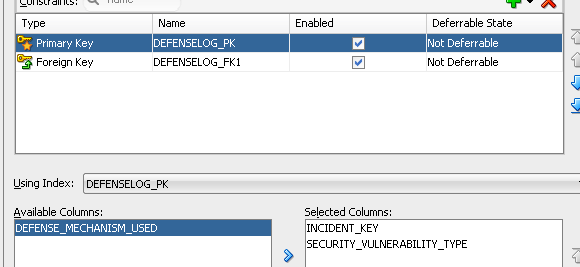 Constraints: Name
Type Name Enabled Deferrable State
Primary Key DEFENSELOG_PK Not Deferrable
Foreign Key DEFENSELOG_FK1 Not Deferrable
Using Index: DEFENSELOG_PK
Available Columns: Selected Columns:
DEFENSE_MECHANISM_USED INCIDENT_KEY
SECURITY_VULNERABILITY_TYPE